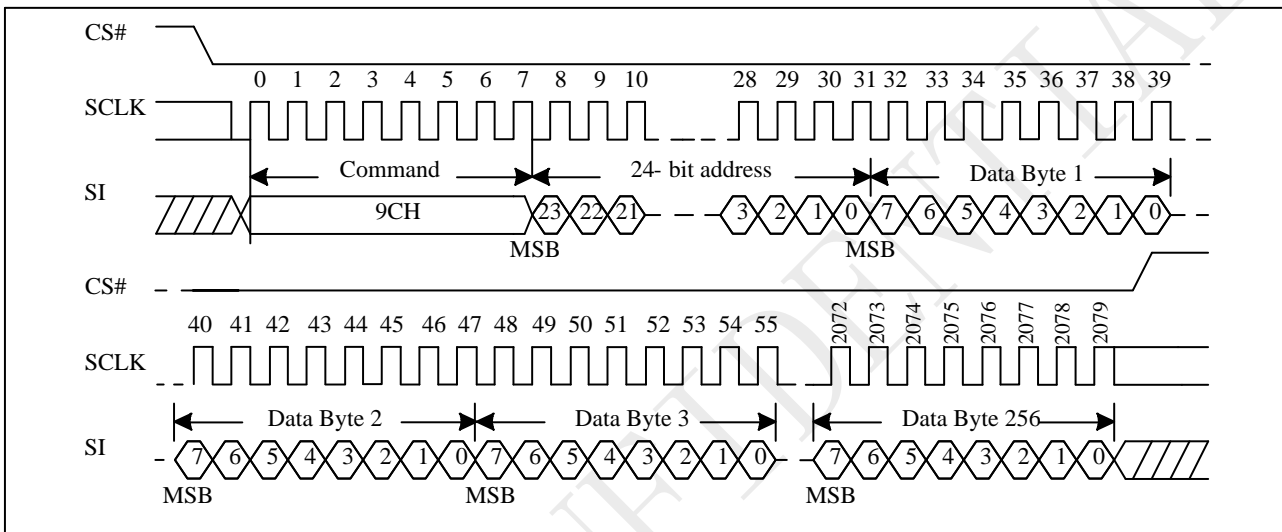 CS#
0 1 2 3 4 5 6 7 8 9 10 28 29 30 31 32 33 34 35 36 37 38 39
SCLK
Command 24- bit address Data Byte 1
SI
9CH 23 22 21 3 2 1 0 7 6 5 4 3 2 1 0
MSB MSB
CS#
40 41 42 43 44 45 46 47 48 49 50 51 52 53 54 55 2072 2073 2074 2075 2076 2077 2078 2079
SCLK
Data Byte 2 Data Byte 3 Data Byte 256
SI
7 6 5 4 3 2 1 0 7 6 5 4 3 2 1 0 7 6 5 4 3 2 1 0
MSB MSB MSB